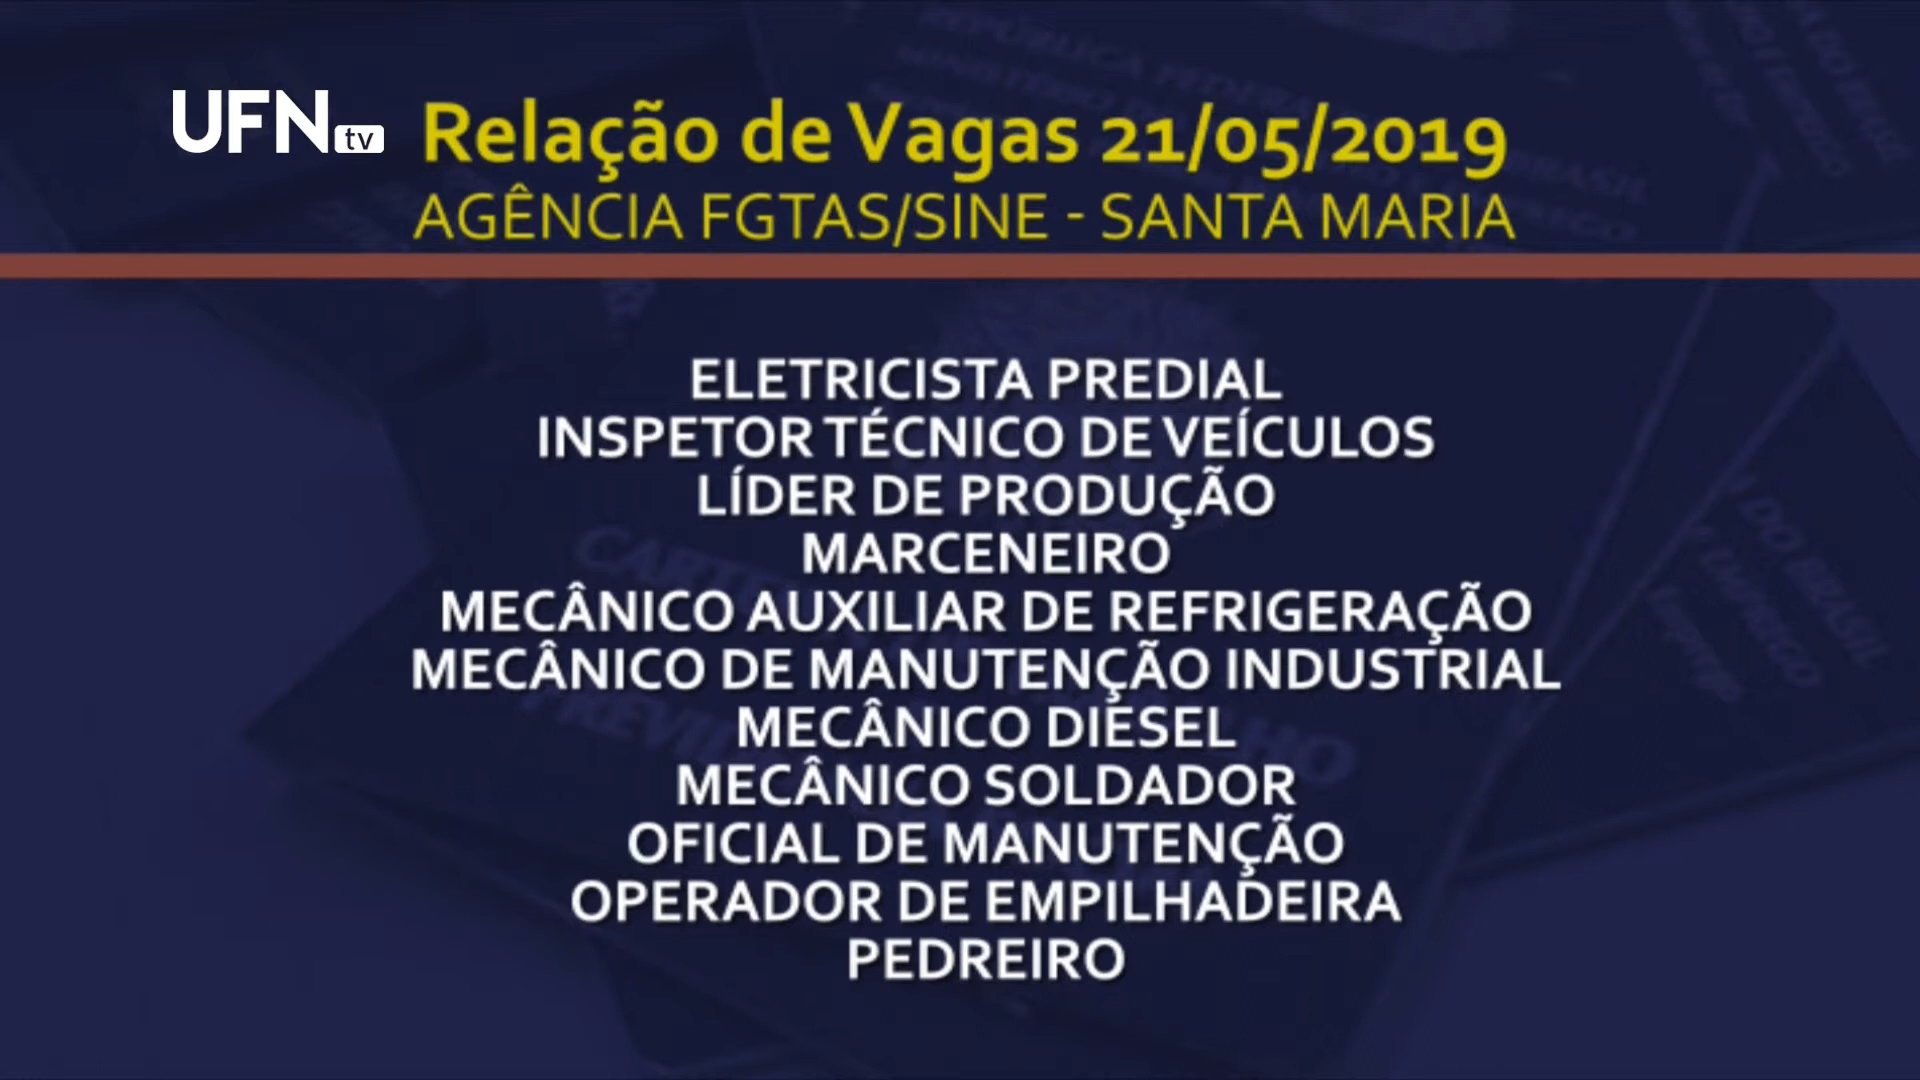 UFN tv
Relação de Vagas 21/05/2019
AGÊNCIA FGTAS/SINE - SANTA MARIA
ELETRICISTA PREDIAL
INSPETOR TÉCNICO DE VEÍCULOS
LÍDER DE PRODUÇÃO
MARCENEIRO
MECÂNICO AUXILIAR DE REFRIGERAÇÃO
MECÂNICO DE MANUTENÇÃO INDUSTRIAL
MECÂNICO DIESEL
MECÂNICO SOLDADOR
OFICIAL DE MANUTENÇÃO
OPERADOR DE EMPILHADEIRA
PEDREIRO